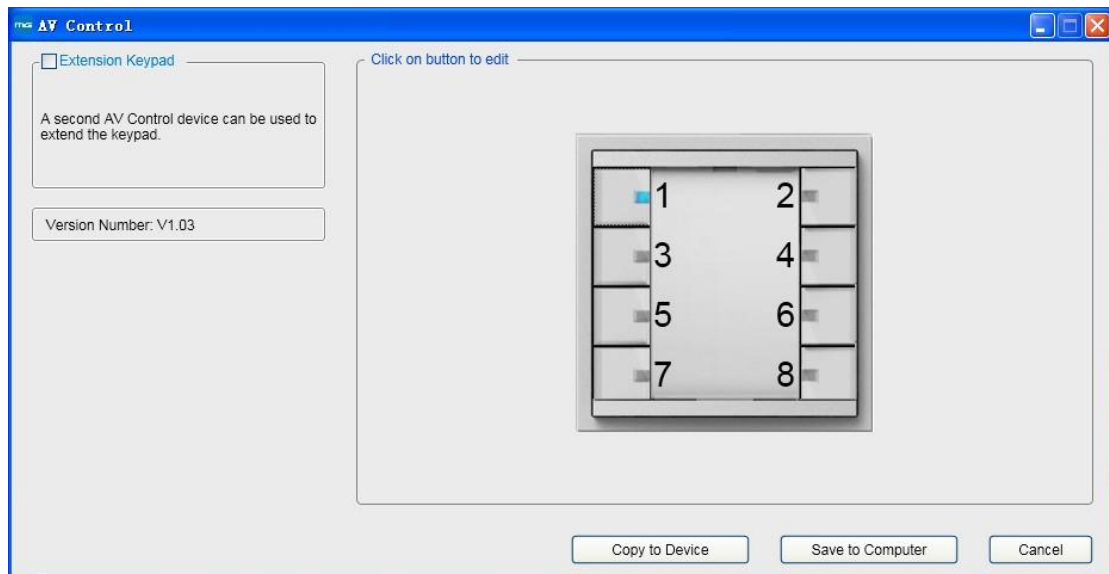 mg AV Control
Extension Keypad
A second AV Control device can be used to
extend the keypad.
Version Number: V1.03
Click on button to edit
1 2
3 4
5 6
7 8
Copy to Device Save to Computer Cancel